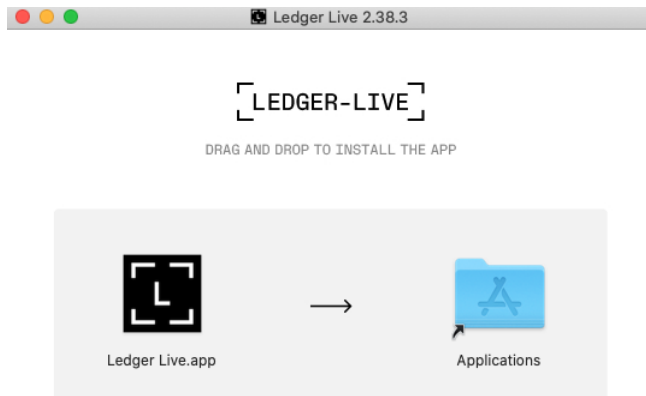 Ledger Live 2.38.3
LEDGER-LIVE
DRAG AND DROP TO INSTALL THE APP
L
Ledger Live.app
Applications